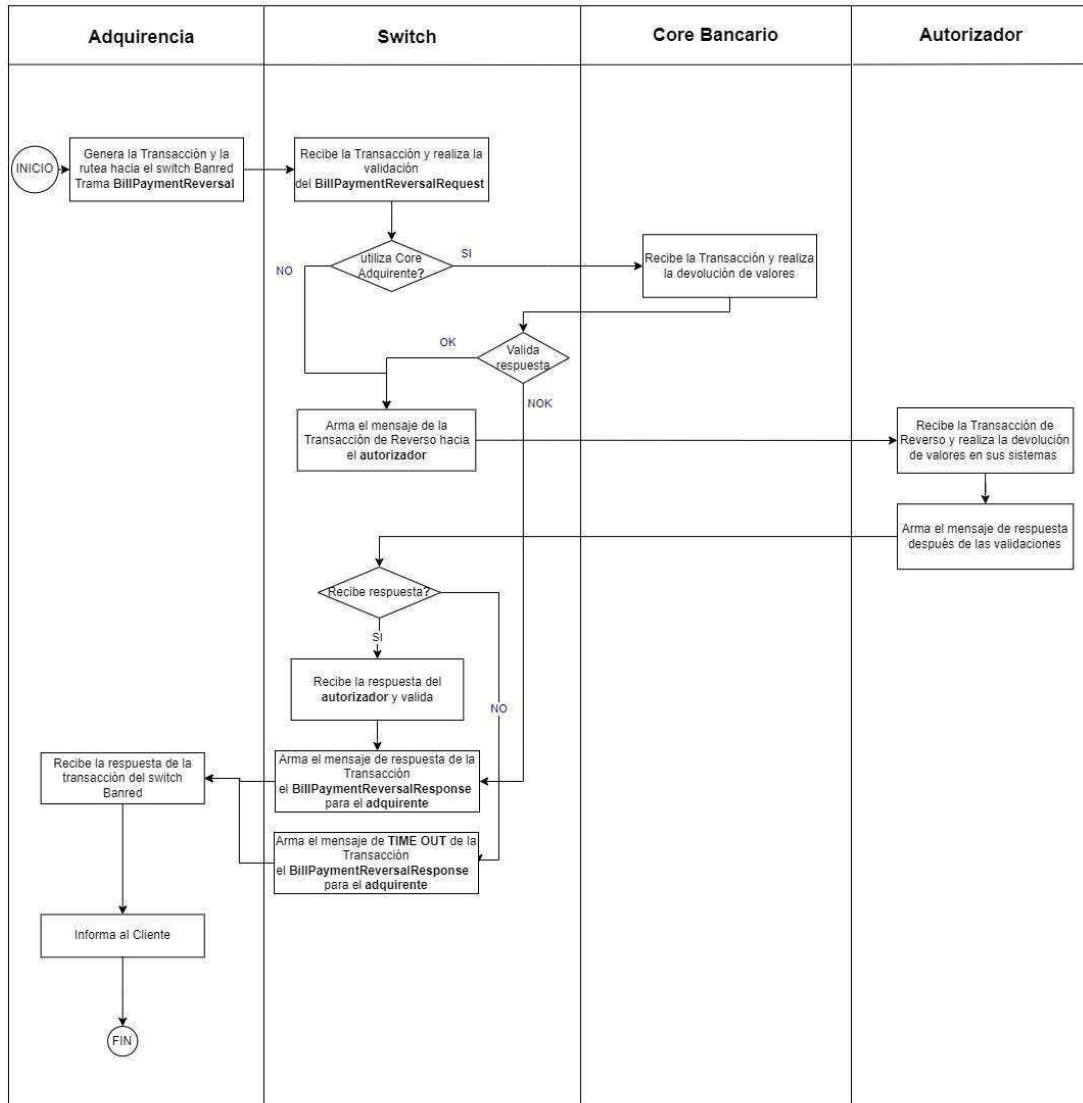 Adquirencia
Switch
Core Bancario
Autorizador
INICIO
Genera la Transacción y la
rutea hacia el switch Banred
Trama BillPaymentReversal
Recibe la Transacción y realiza la
validación
del BillPaymentReversalRequest
utiliza Core
Adquirente?
SI
NO
Recibe la Transacción y realiza
la devolución de valores
Valida
respuesta
OK
NOK
Arma el mensaje de la
Transacción de Reverso hacia
el autorizador
Recibe la Transacción de
Reverso y realiza la devolución
de valores en sus sistemas
Arma el mensaje de respuesta
después de las validaciones
Recibe respuesta?
SI
NO
Recibe la respuesta del
autorizador y valida
Arma el mensaje de respuesta de la
Transacción
el BillPaymentReversalResponse
para el adquirente
Arma el mensaje de TIME OUT de la
Transacción
el BillPaymentReversalResponse
para el adquirente
Recibe la respuesta de la
transacción del switch
Banred
Informa al Cliente
FIN